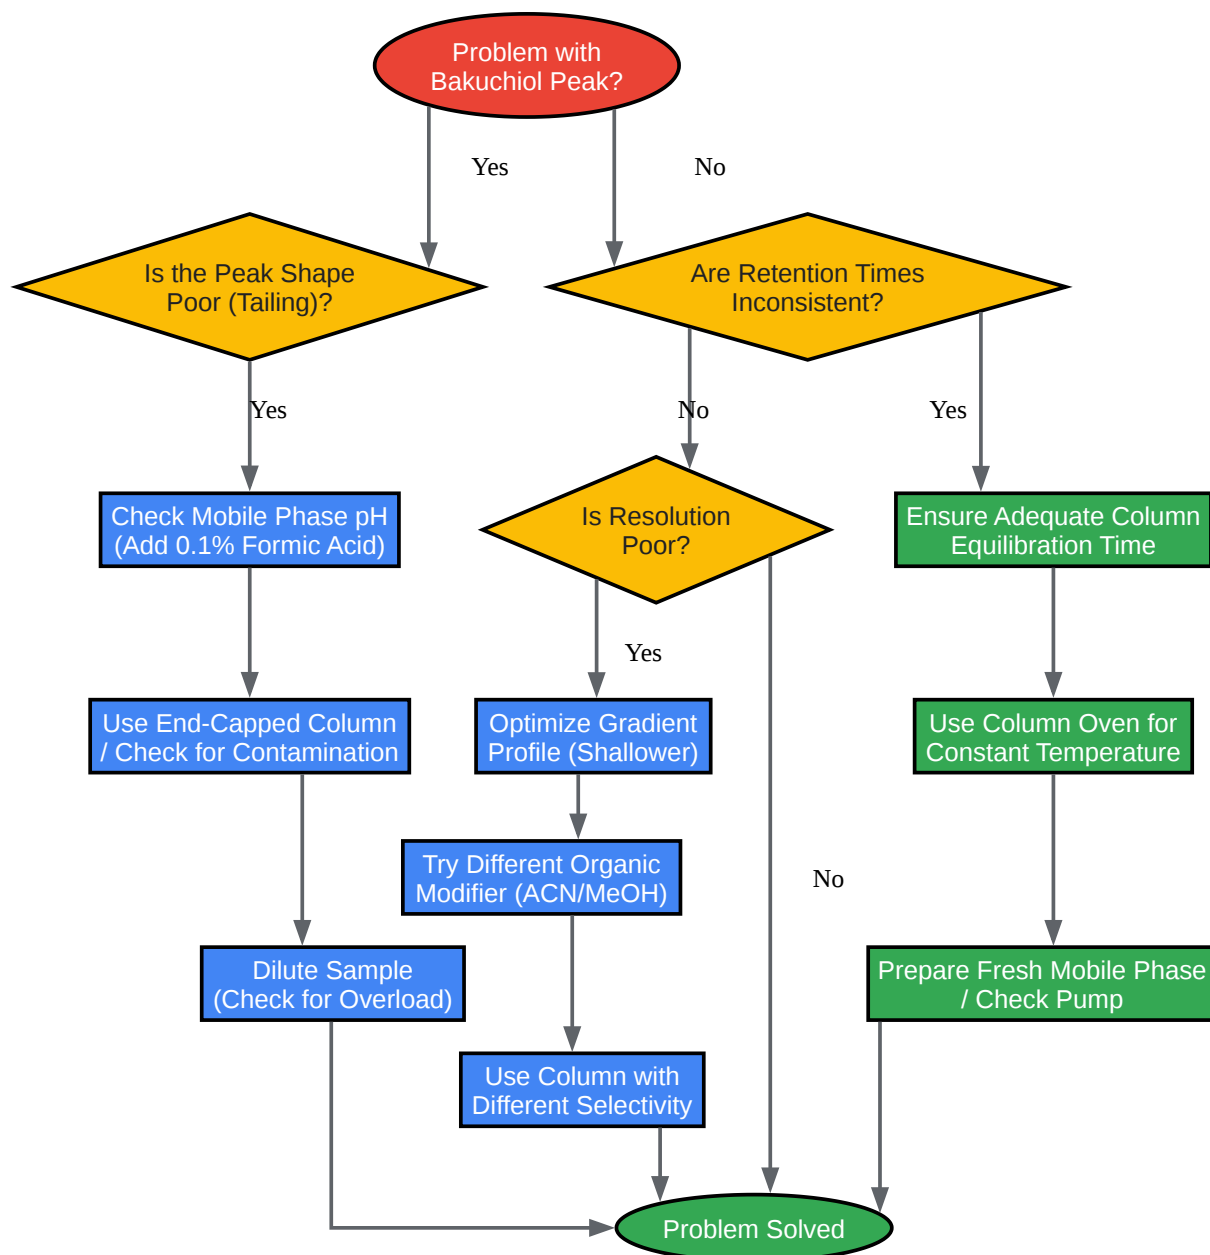 Problem with
Bakuchiol Peak?
Yes
No
Is the Peak Shape
Poor (Tailing)?
Are Retention Times
Inconsistent?
Yes
No
Yes
Check Mobile Phase pH
(Add 0.1% Formic Acid)
Is Resolution
Poor?
Ensure Adequate Column
Equilibration Time
Yes
Use End-Capped Column
/ Check for Contamination
Optimize Gradient
Profile (Shallower)
Use Column Oven for
Constant Temperature
Try Different Organic
Modifier (ACN/MeOH)
No
Dilute Sample
(Check for Overload)
Prepare Fresh Mobile Phase
/ Check Pump
Use Column with
Different Selectivity
Problem Solved